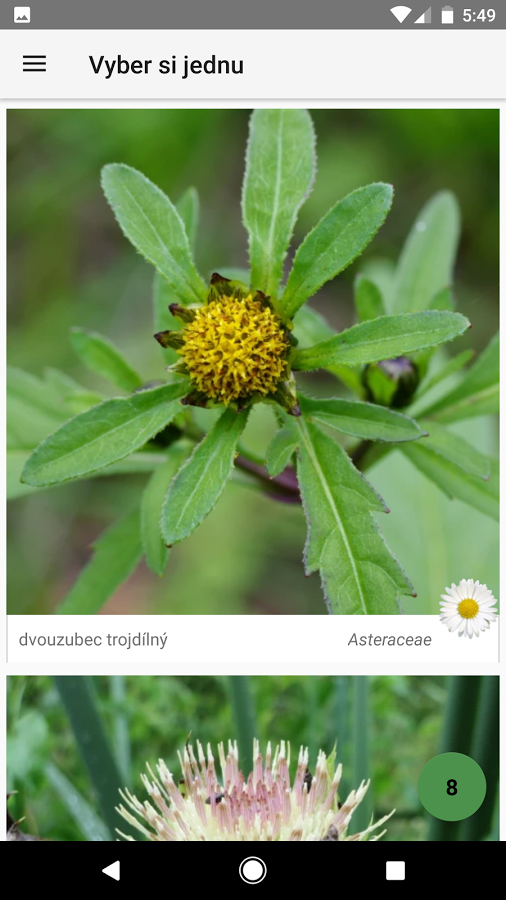 5:49
Vyber si jednu
dvouzubec trojdílný
Asteraceae
8